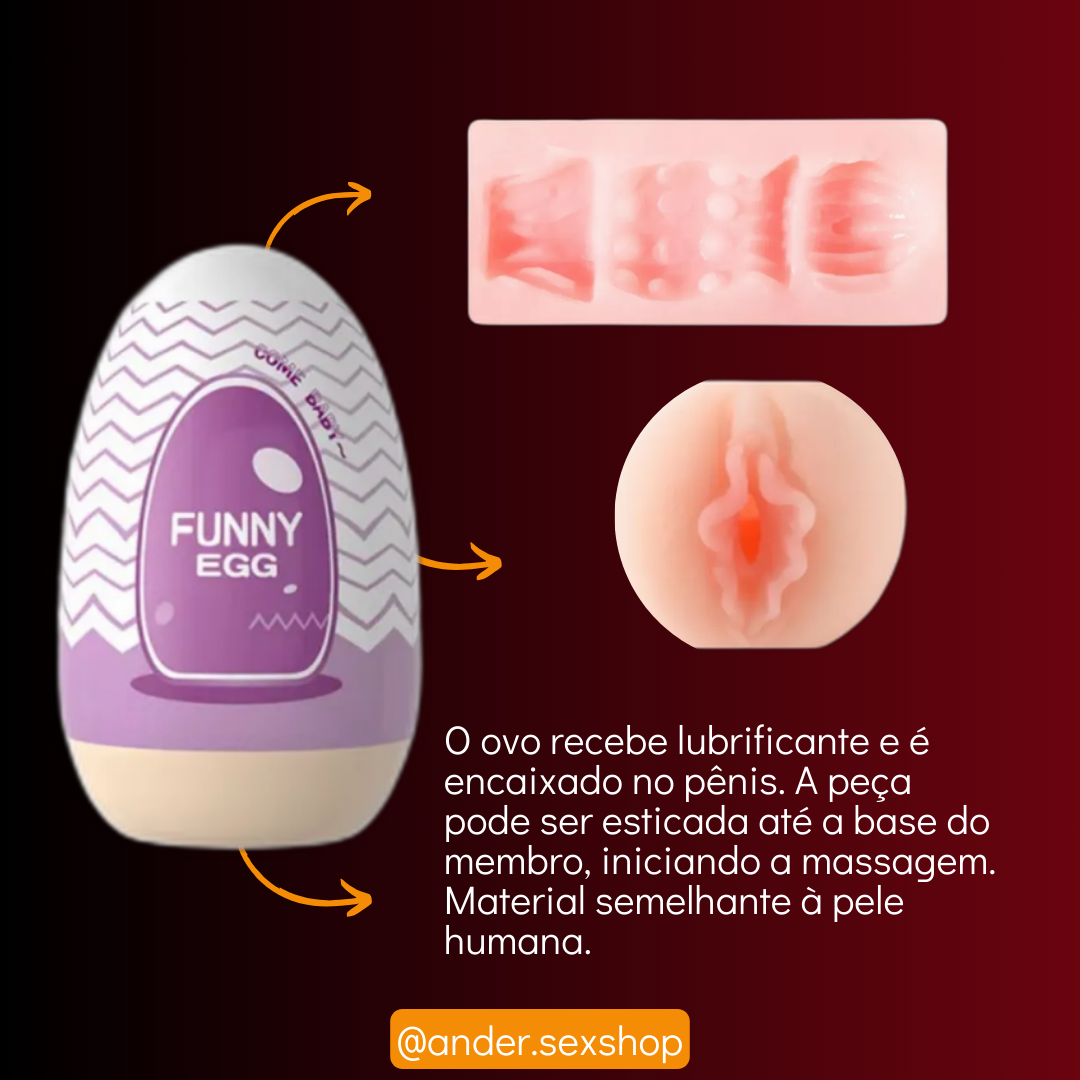 COME BABY~
FUNNY
EGG
O ovo recebe lubrificante e é
encaixado no pênis. A peça
pode ser esticada até a base do
membro, iniciando a massagem.
Material semelhante à pele
humana.
@ander.sexshop